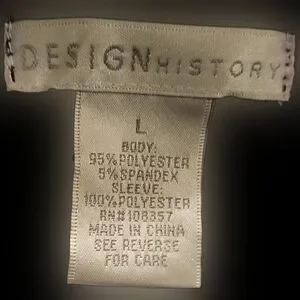 DESIGNHISTORY
L
BODY:
95%POLYESTER
5%SPANDEX
SLEEVE:
100%POLYESTER
RN#108357
MADE IN CHINA
SEE REVERSE
FOR CARE